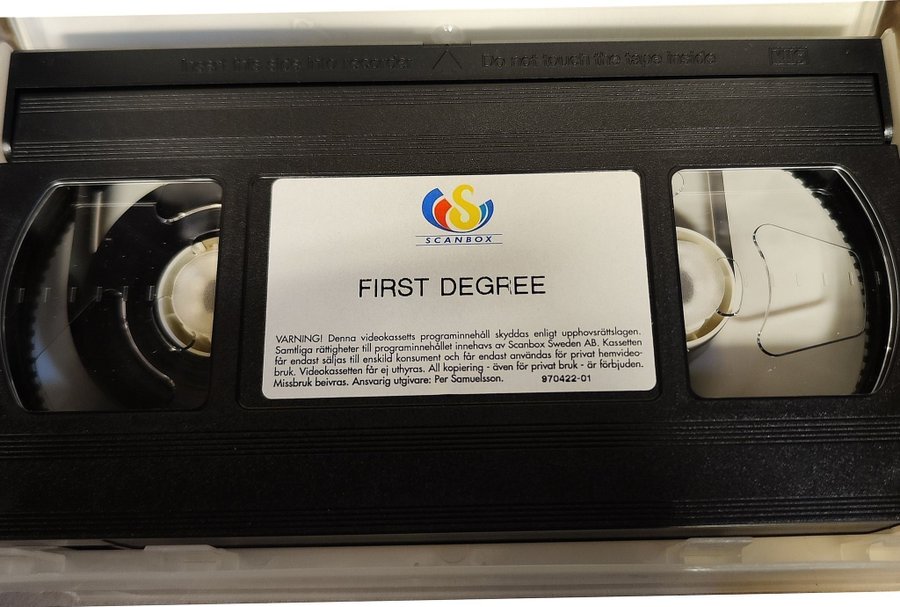 Insert this side into recorder Do not touch the tape inside VHS
S
SCANBOX
FIRST DEGREE
VARNING! Denna videokassetts programinnehåll skyddas enligt upphovsrättslagen.
Samtliga rättigheter till programinnehållet innehavs av Scanbox Sweden AB. Kassetten
får endast säljas till enskild konsument och får endast användas för privat hemvideo-
bruk. Videokassetten får ej uthyras. All kopiering - även för privat bruk - är förbjuden.
Missbruk beivras. Ansvarig utgivare: Per Samuelsson. 970422-01